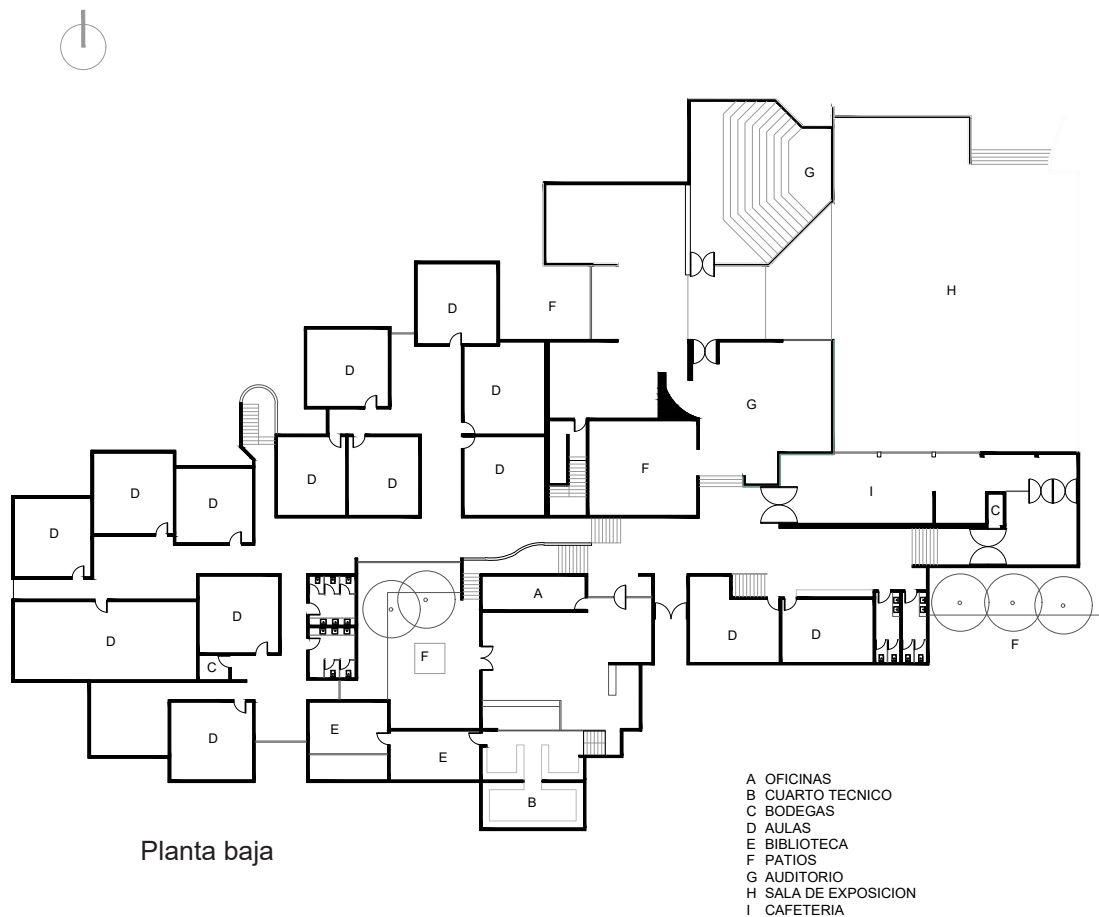 G
H
D
F
D
D
G
D
D
D
F
D
D
I
D
C
D
A
D
D
D
D
F
F
C
E
D
E
B
A OFICINAS
B CUARTO TECNICO
C BODEGAS
D AULAS
E BIBLIOTECA
F PATIOS
G AUDITORIO
H SALA DE EXPOSICION
I CAFETERIA
Planta baja